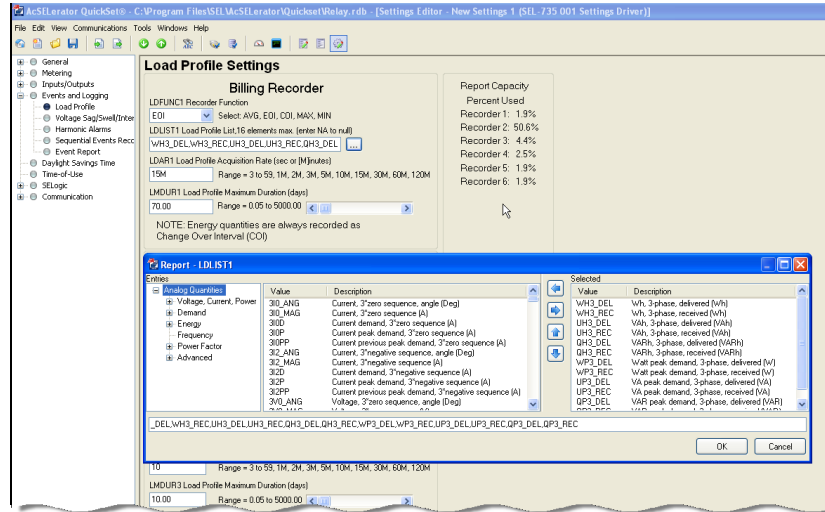 AcSELerator QuickSet® - C:\Program Files\SEL\AcSELerator\Quickset\Relay.rdb - [Settings Editor - New Settings 1 (SEL-735 001 Settings Driver)]
File Edit View Communications Tools Windows Help
General
Metering
Inputs/Outputs
Events and Logging
Load Profile
Voltage Sag/Swell/Inter
Harmonic Alarms
Sequential Events Reco
Event Report
Daylight Savings Time
Time-of-Use
SELogic
Communication
Load Profile Settings
Billing Recorder
LDFUNC1 Recorder Function
EOI Select: AVG, EOI, COI, MAX, MIN
LDLIST1 Load Profile List,16 elements max. (enter NA to null)
WH3_DEL,WH3_REC,UH3_DEL,UH3_REC,QH3_DEL ...
LDAR1 Load Profile Acquisition Rate (sec or [M]inutes)
15M Range = 3 to 59, 1M, 2M, 3M, 5M, 10M, 15M, 30M, 60M, 120M
LMDUR1 Load Profile Maximum Duration (days)
70.00 Range = 0.05 to 5000.00
NOTE: Energy quantities are always recorded as
Change Over Interval (COI)
Report Capacity
Percent Used
Recorder 1: 1.9%
Recorder 2: 50.6%
Recorder 3: 4.4%
Recorder 4: 2.5%
Recorder 5: 1.9%
Recorder 6: 1.9%
Report - LDLIST1
Entries
Analog Quantities
Voltage, Current, Power
Demand
Energy
Frequency
Power Factor
Advanced
Value Description
3I0_ANG Current, 3*zero sequence, angle (Deg)
3I0_MAG Current, 3*zero sequence (A)
3I0D Current demand, 3*zero sequence (A)
3I0P Current peak demand, 3*zero sequence (A)
3I0PP Current previous peak demand, 3*zero sequence (A)
3I2_ANG Current, 3*negative sequence, angle (Deg)
3I2_MAG Current, 3*negative sequence (A)
3I2D Current demand, 3*negative sequence (A)
3I2P Current peak demand, 3*negative sequence (A)
3I2PP Current previous peak demand, 3*negative sequence (A)
3V0_ANG Voltage, 3*zero sequence, angle (Deg)
Selected
Value Description
WH3_DEL Wh, 3-phase, delivered (Wh)
WH3_REC Wh, 3-phase, received (Wh)
UH3_DEL VAh, 3-phase, delivered (VAh)
UH3_REC VAh, 3-phase, received (VAh)
QH3_DEL VARh, 3-phase, delivered (VARh)
QH3_REC VARh, 3-phase, received (VARh)
WP3_DEL Watt peak demand, 3-phase, delivered (W)
WP3_REC Watt peak demand, 3-phase, received (W)
UP3_DEL VA peak demand, 3-phase, delivered (VA)
UP3_REC VA peak demand, 3-phase, received (VA)
QP3_DEL VAR peak demand, 3-phase, delivered (VAR)
_DEL,WH3_REC,UH3_DEL,UH3_REC,QH3_DEL,QH3_REC,WP3_DEL,WP3_REC,UP3_DEL,UP3_REC,QP3_DEL,QP3_REC
OK Cancel
10 Range = 3 to 59, 1M, 2M, 3M, 5M, 10M, 15M, 30M, 60M, 120M
LMDUR3 Load Profile Maximum Duration (days)
10.00 Range = 0.05 to 5000.00